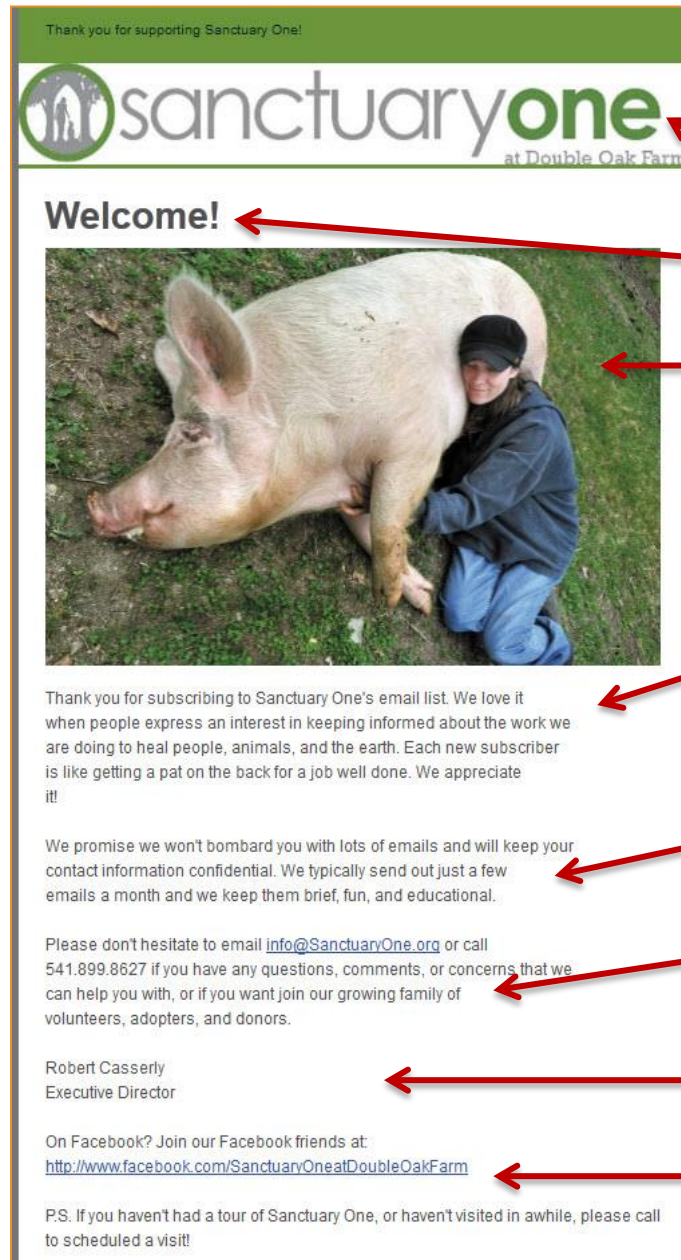 Thank you for supporting Sanctuary One!
sanctuaryone
at Double Oak Farm
Welcome!
Thank you for subscribing to Sanctuary One's email list. We love it
when people express an interest in keeping informed about the work we
are doing to heal people, animals, and the earth. Each new subscriber
is like getting a pat on the back for a job well done. We appreciate
it!
We promise we won't bombard you with lots of emails and will keep your
contact information confidential. We typically send out just a few
emails a month and we keep them brief, fun, and educational.
Please don't hesitate to email info@SanctuaryOne.org or call
541.899.8627 if you have any questions, comments, or concerns that we
can help you with, or if you want join our growing family of
volunteers, adopters, and donors.
Robert Casserly
Executive Director
On Facebook? Join our Facebook friends at:
http://www.facebook.com/SanctuaryOneatDoubleOakFarm
P.S. If you haven't had a tour of Sanctuary One, or haven't visited in awhile, please call
to scheduled a visit!